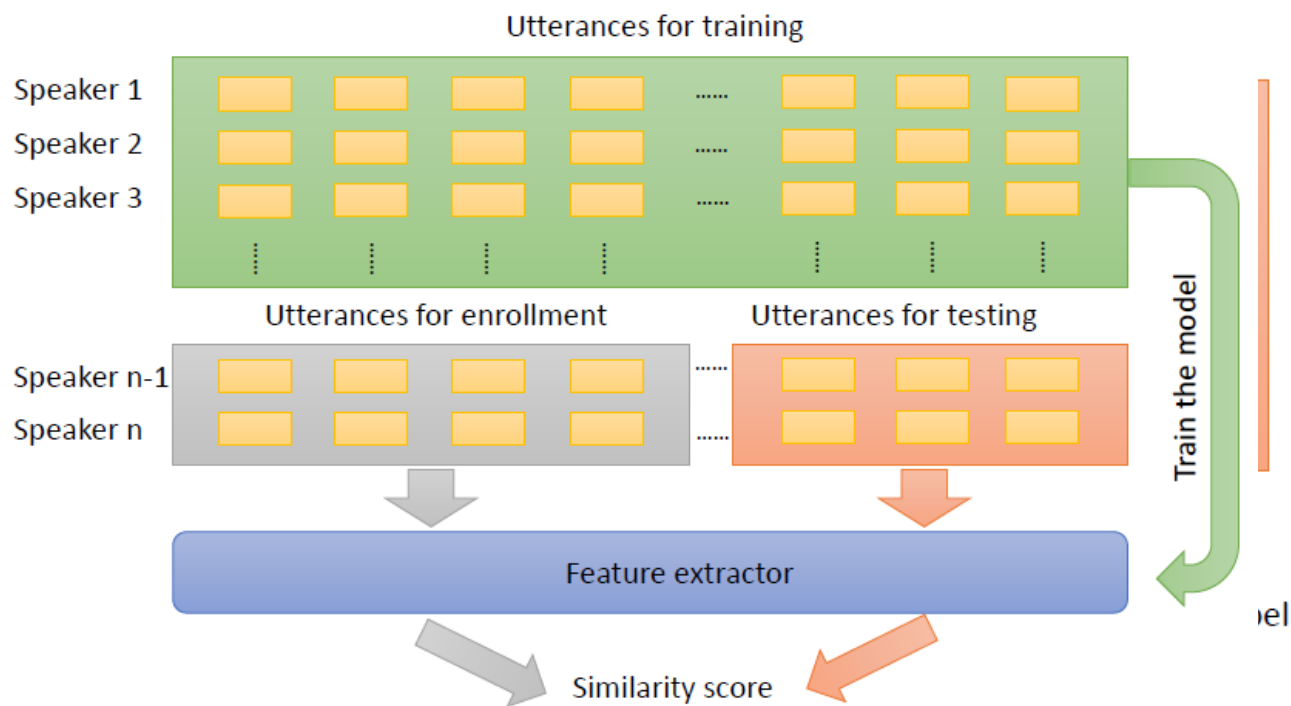 Utterances for training
Speaker 1
......
Speaker 2
......
Speaker 3
......
Utterances for enrollment
Utterances for testing
Speaker n-1
......
Speaker n
......
Train the model
Feature extractor
Similarity score